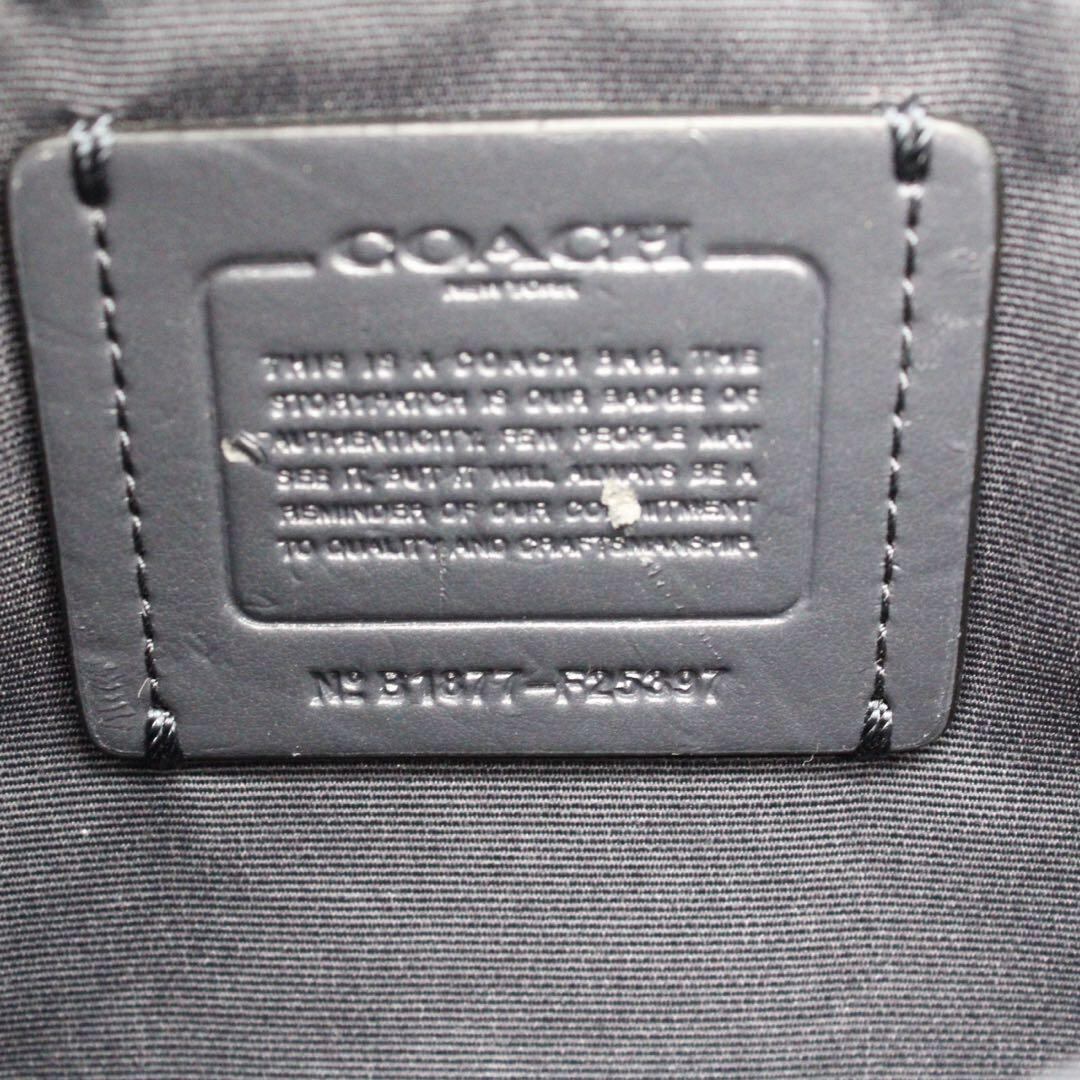 COACH
NEW YORK
THIS IS A COACH BAG. THE
STORYPATCH IS OUR BADGE OF
AUTHENTICITY. FEW PEOPLE MAY
SEE IT, BUT IT WILL ALWAYS BE A
REMINDER OF OUR COMMITMENT
TO QUALITY AND CRAFTSMANSHIP.
Nº B1877-F25397